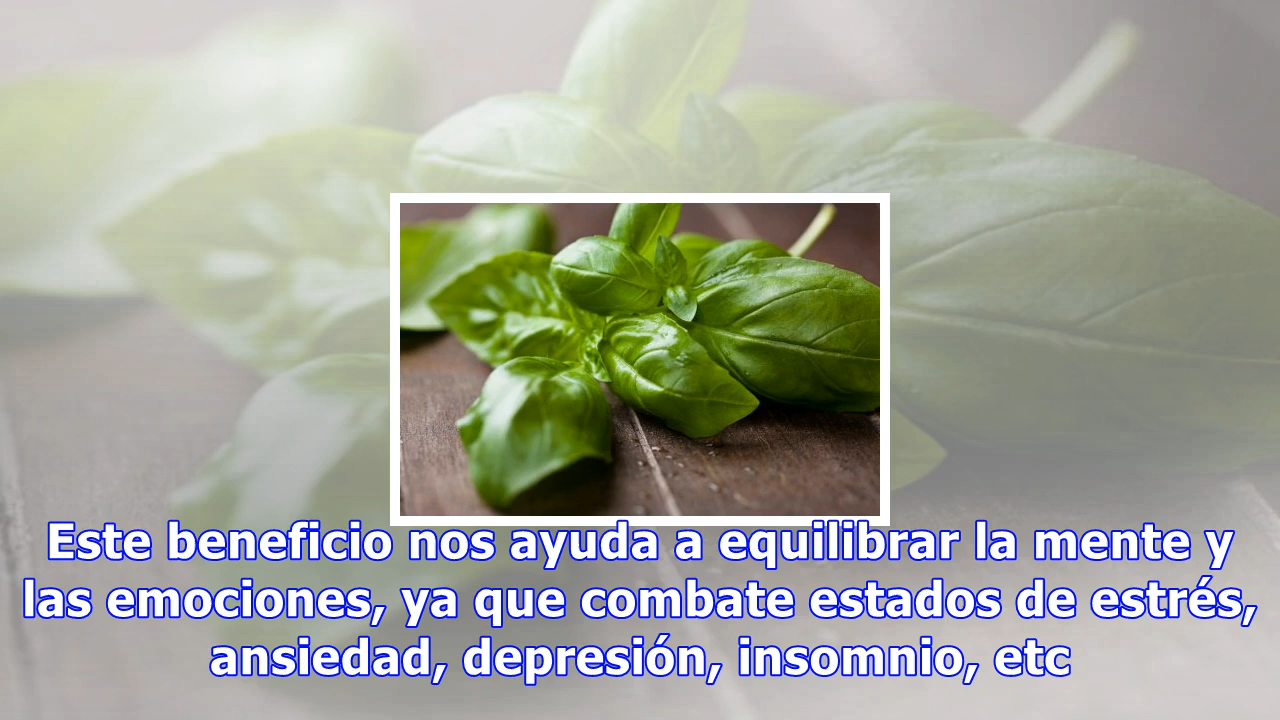 Este beneficio nos ayuda a equilibrar la mente y
las emociones, ya que combate estados de estrés,
ansiedad, depresión, insomnio, etc